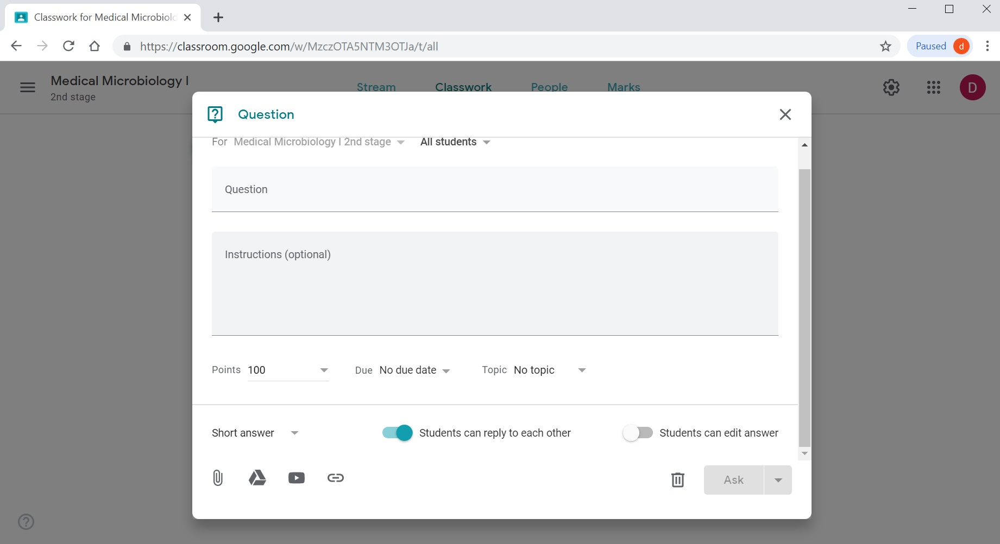 Classwork for Medical Microbiolo
https://classroom.google.com/w/MzczOTA5NTM3OTJa/t/all
Paused d
Medical Microbiology I
2nd stage
Stream Classwork People Marks
D
Question
For Medical Microbiology I 2nd stage All students
Question
Instructions (optional)
Points 100 Due No due date Topic No topic
Short answer Students can reply to each other Students can edit answer
Ask